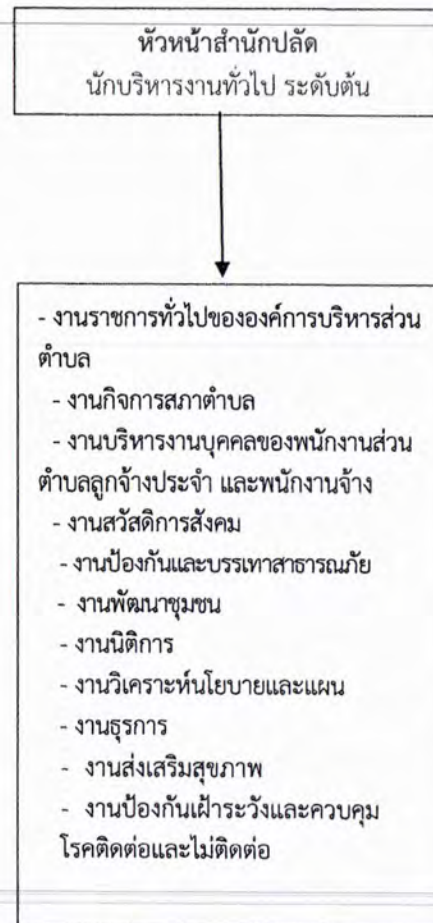 หัวหน้าสำนักปลัด
นักบริหารงานทั่วไป ระดับต้น
- งานราชการทั่วไปขององค์การบริหารส่วน
ตำบล
- งานกิจการสภาตำบล
- งานบริหารงานบุคคลของพนักงานส่วน
ตำบลลูกจ้างประจำ และพนักงานจ้าง
- งานสวัสดิการสังคม
- งานป้องกันและบรรเทาสาธารณภัย
- งานพัฒนาชุมชน
- งานนิติการ
- งานวิเคราะห์นโยบายและแผน
- งานธุรการ
- งานส่งเสริมสุขภาพ
- งานป้องกันเฝ้าระวังและควบคุม
โรคติดต่อและไม่ติดต่อ